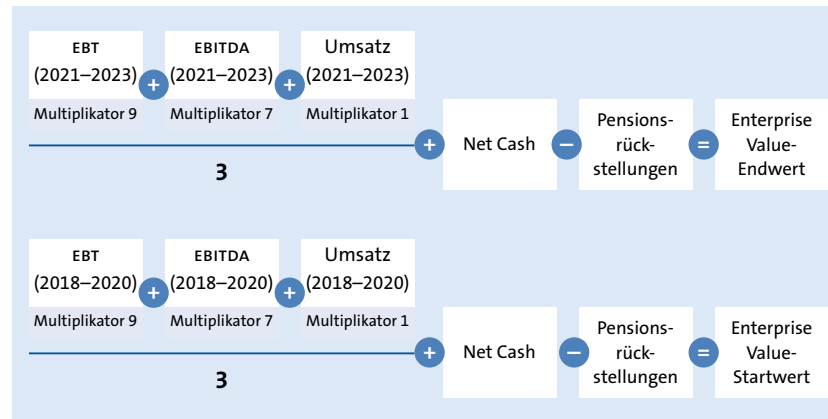 EBT
(2021–2023)
+
EBITDA
(2021–2023)
+
Umsatz
(2021–2023)
Multiplikator 9
Multiplikator 7
Multiplikator 1
3
+
Net Cash
–
Pensions-
rück-
stellungen
=
Enterprise
Value-
Endwert
EBT
(2018–2020)
+
EBITDA
(2018–2020)
+
Umsatz
(2018–2020)
Multiplikator 9
Multiplikator 7
Multiplikator 1
3
+
Net Cash
–
Pensions-
rück-
stellungen
=
Enterprise
Value-
Startwert